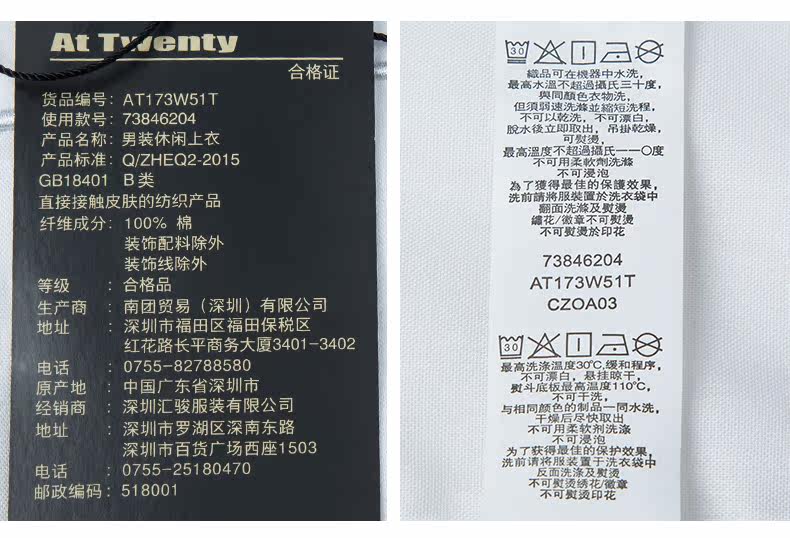 At Twenty
合格证
货品编号: AT173W51T
使用款号: 73846204
产品名称: 男装休闲上衣
产品标准: Q/ZHEQ2-2015
GB18401 B类
直接接触皮肤的纺织产品
纤维成分: 100% 棉
装饰配料除外
装饰线除外
等级 : 合格品
生产商 : 南团贸易（深圳）有限公司
地址 : 深圳市福田区福田保税区
红花路长平商务大厦3401-3402
电话 : 0755-82788580
原产地 : 中国广东省深圳市
经销商 : 深圳汇骏服装有限公司
地址 : 深圳市罗湖区深南东路
深圳市百货广场西座1503
电话 : 0755-25180470
邮政编码: 518001
30
織品可在機器中水洗,
最高水溫不超過攝氏三十度,
與同顏色衣物洗,
但須弱速洗滌並縮短洗程,
不可以乾洗，不可漂白,
脫水後立即取出，吊掛乾燥,
可熨燙,
最高溫度不超過攝氏一一〇度
不可用柔軟劑洗滌
不可浸泡
為了獲得最佳的保護效果,
洗前請將服裝置於洗衣袋中
翻面洗滌及熨燙
繡花/徽章不可熨燙
不可熨燙於印花
73846204
AT173W51T
CZOA03
30
最高洗涤温度30℃,缓和程序,
不可漂白，悬挂晾干,
熨斗底板最高温度110℃,
不可干洗,
与相同颜色的制品一同水洗,
干燥后尽快取出
不可用柔软剂洗涤
不可浸泡
为了获得最佳的保护效果,
洗前请将服装置于洗衣袋中
反面洗涤及熨烫
不可熨烫绣花/徽章
不可熨烫印花